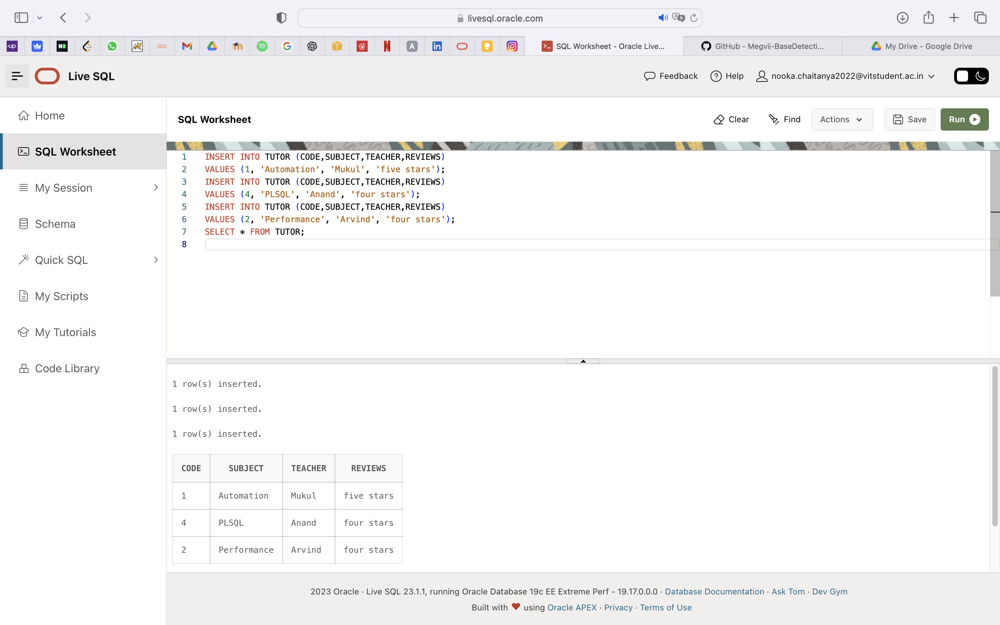 livesql.oracle.com
up
H
DCD
A
in
SQL Worksheet - Oracle Live...
GitHub - Megvii-BaseDetecti...
My Drive - Google Drive
Live SQL
Feedback
Help
nooka.chaitanya2022@vitstudent.ac.in
Home
SQL Worksheet
My Session
Schema
Quick SQL
My Scripts
My Tutorials
Code Library
SQL Worksheet
Clear
Find
Actions
Save
Run
1 INSERT INTO TUTOR (CODE,SUBJECT,TEACHER,REVIEWS)
2 VALUES (1, 'Automation', 'Mukul', 'five stars');
3 INSERT INTO TUTOR (CODE,SUBJECT,TEACHER,REVIEWS)
4 VALUES (4, 'PLSQL', 'Anand', 'four stars');
5 INSERT INTO TUTOR (CODE,SUBJECT,TEACHER,REVIEWS)
6 VALUES (2, 'Performance', 'Arvind', 'four stars');
7 SELECT * FROM TUTOR;
8
1 row(s) inserted.
1 row(s) inserted.
1 row(s) inserted.
CODE SUBJECT TEACHER REVIEWS
1 Automation Mukul five stars
4 PLSQL Anand four stars
2 Performance Arvind four stars
2023 Oracle · Live SQL 23.1.1, running Oracle Database 19c EE Extreme Perf - 19.17.0.0.0 · Database Documentation · Ask Tom · Dev Gym
Built with ❤ using Oracle APEX · Privacy · Terms of Use